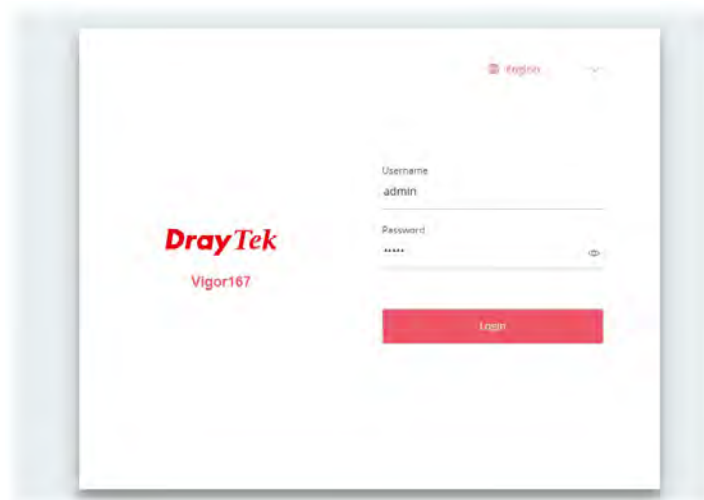 English
Username
admin
Password
•••••
DrayTek
Vigor167
Login